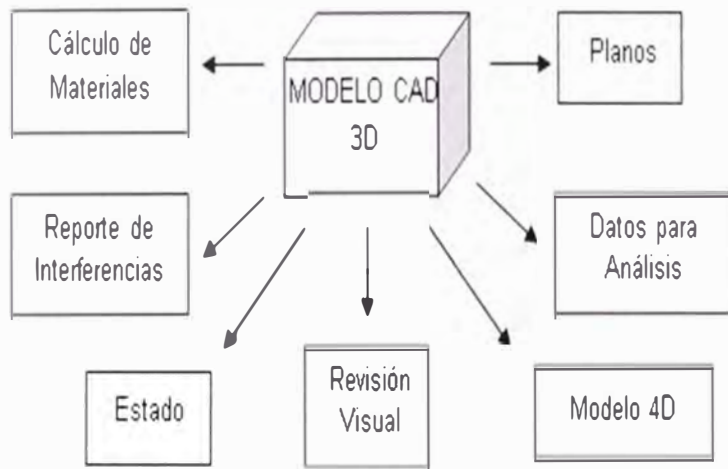 Cálculo de
Materiales
MODELO CAD
3D
Planos
Reporte de
Interferencias
Datos para
Análisis
Estado
Revisión
Visual
Modelo 4D